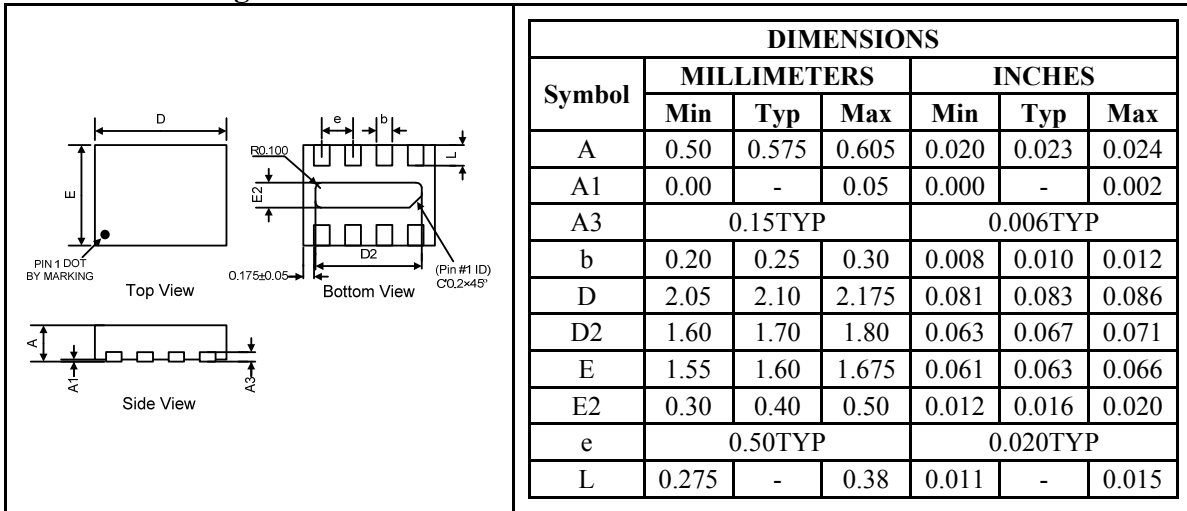 D
E
PIN 1 DOT
BY MARKING
Top View
e
b
L
R0.100
E2
D2
0.175±0.05
(Pin #1 ID)
C'0.2×45°
Bottom View
A
A1
A3
Side View
DIMENSIONS
Symbol MILLIMETERS INCHES
Min Typ Max Min Typ Max
A 0.50 0.575 0.605 0.020 0.023 0.024
A1 0.00 - 0.05 0.000 - 0.002
A3 0.15TYP 0.006TYP
b 0.20 0.25 0.30 0.008 0.010 0.012
D 2.05 2.10 2.175 0.081 0.083 0.086
D2 1.60 1.70 1.80 0.063 0.067 0.071
E 1.55 1.60 1.675 0.061 0.063 0.066
E2 0.30 0.40 0.50 0.012 0.016 0.020
e 0.50TYP 0.020TYP
L 0.275 - 0.38 0.011 - 0.015